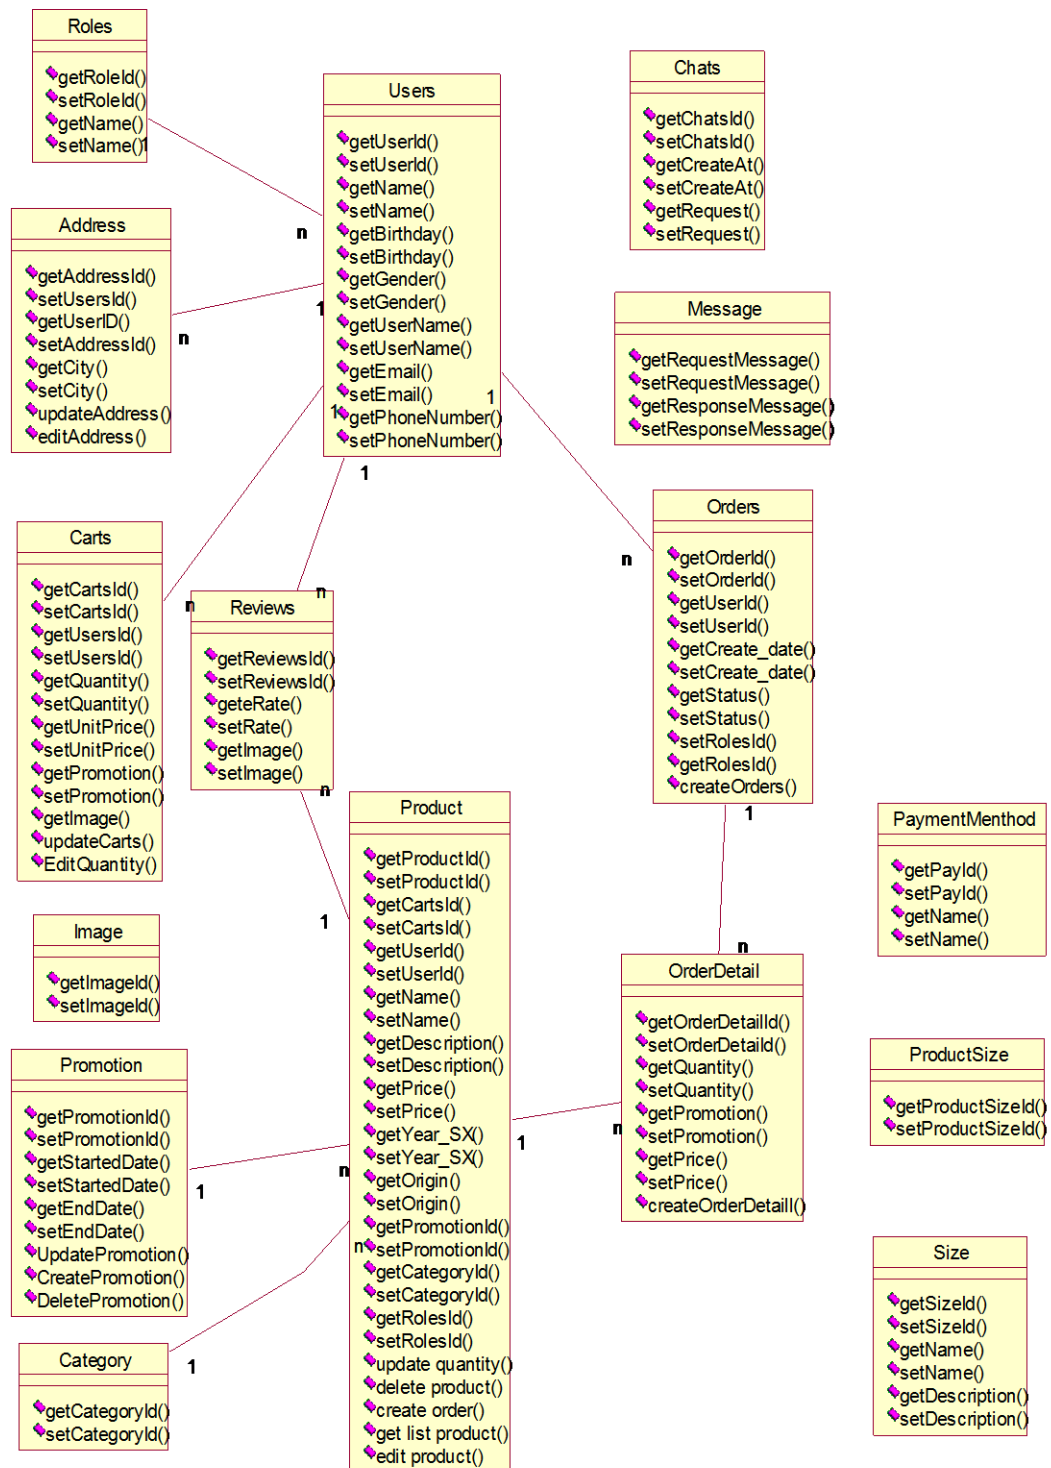 Roles
getRoleId()
setRoleId()
getName()
setName()
1
n
Users
getUserId()
setUserId()
getName()
setName()
getBirthday()
setBirthday()
getGender()
setGender()
getUserName()
setUserName()
getEmail()
setEmail()
getPhoneNumber()
setPhoneNumber()
1
1
1
1
Chats
getChatsId()
setChatsId()
getCreateAt()
setCreateAt()
getRequest()
setRequest()
Address
getAddressId()
setUsersId()
getUserID()
setAddressId()
getCity()
setCity()
updateAddress()
editAddress()
n
Message
getRequestMessage()
setRequestMessage()
getResponseMessage()
setResponseMessage()
Carts
getCartsId()
setCartsId()
getUsersId()
setUsersId()
getQuantity()
setQuantity()
getUnitPrice()
setUnitPrice()
getPromotion()
setPromotion()
getImage()
updateCarts()
EditQuantity()
n
n
Reviews
getReviewsId()
setReviewsId()
geteRate()
setRate()
getImage()
setImage()
n
1
n
Orders
getOrderId()
setOrderId()
getUserId()
setUserId()
getCreate_date()
setCreate_date()
getStatus()
setStatus()
setRolesId()
getRolesId()
createOrders()
1
n
Product
getProductId()
setProductId()
getCartsId()
setCartsId()
getUserId()
setUserId()
getName()
setName()
getDescription()
setDescription()
getPrice()
setPrice()
getYear_SX()
setYear_SX()
getOrigin()
setOrigin()
getPromotionId()
setPromotionId()
getCategoryId()
setCategoryId()
getRolesId()
setRolesId()
update quantity()
delete product()
create order()
get list product()
edit product()
PaymentMenthod
getPayId()
setPayId()
getName()
setName()
Image
getImageId()
setImageId()
OrderDetail
getOrderDetailId()
setOrderDetaiId()
getQuantity()
setQuantity()
getPromotion()
setPromotion()
getPrice()
setPrice()
createOrderDetaill()
1
n
ProductSize
getProductSizeId()
setProductSizeId()
Promotion
getPromotionId()
setPromotionId()
getStartedDate()
setStartedDate()
getEndDate()
setEndDate()
UpdatePromotion()
CreatePromotion()
DeletePromotion()
1
n
n
1
Size
getSizeId()
setSizeId()
getName()
setName()
getDescription()
setDescription()
Category
getCategoryId()
setCategoryId()